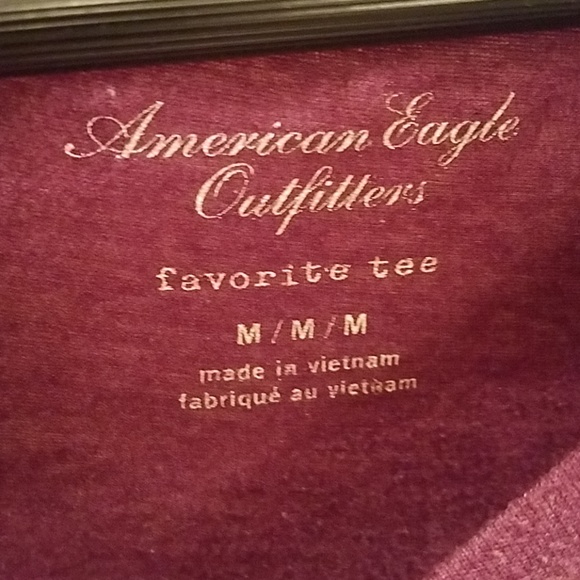 American Eagle
Outfitters
favorite tee
M/M/M
made in vietnam
fabriqué au vietnam